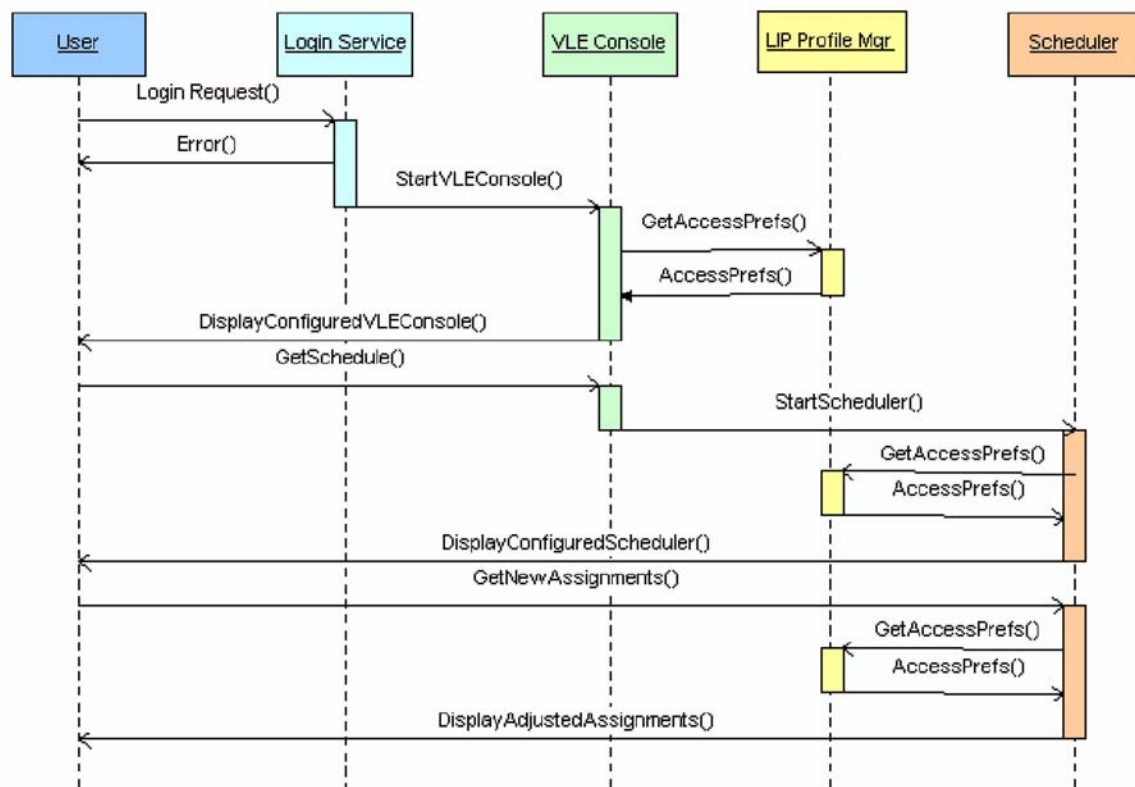 User
Login Service
VLE Console
LIP Profile Mgr
Scheduler
Login Request()
Error()
StartVLEConsole()
GetAccessPrefs()
AccessPrefs()
DisplayConfiguredVLEConsole()
GetSchedule()
StartScheduler()
GetAccessPrefs()
AccessPrefs()
DisplayConfiguredScheduler()
GetNewAssignments()
GetAccessPrefs()
AccessPrefs()
DisplayAdjustedAssignments()